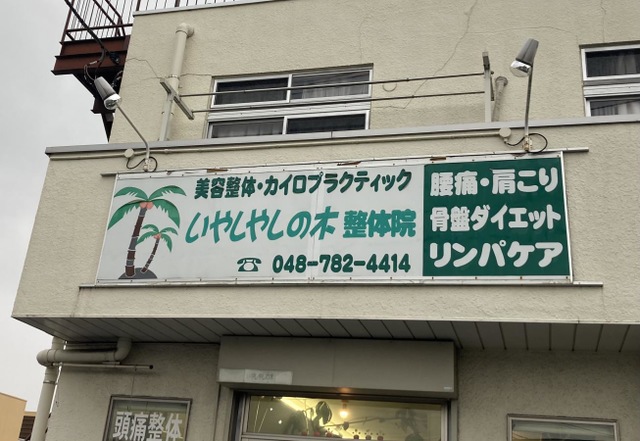 美容整体・カイロプラクティック
いやしやしの木 整体院
☎ 048-782-4414
腰痛・肩こり
骨盤ダイエット
リンパケア
頭痛整体